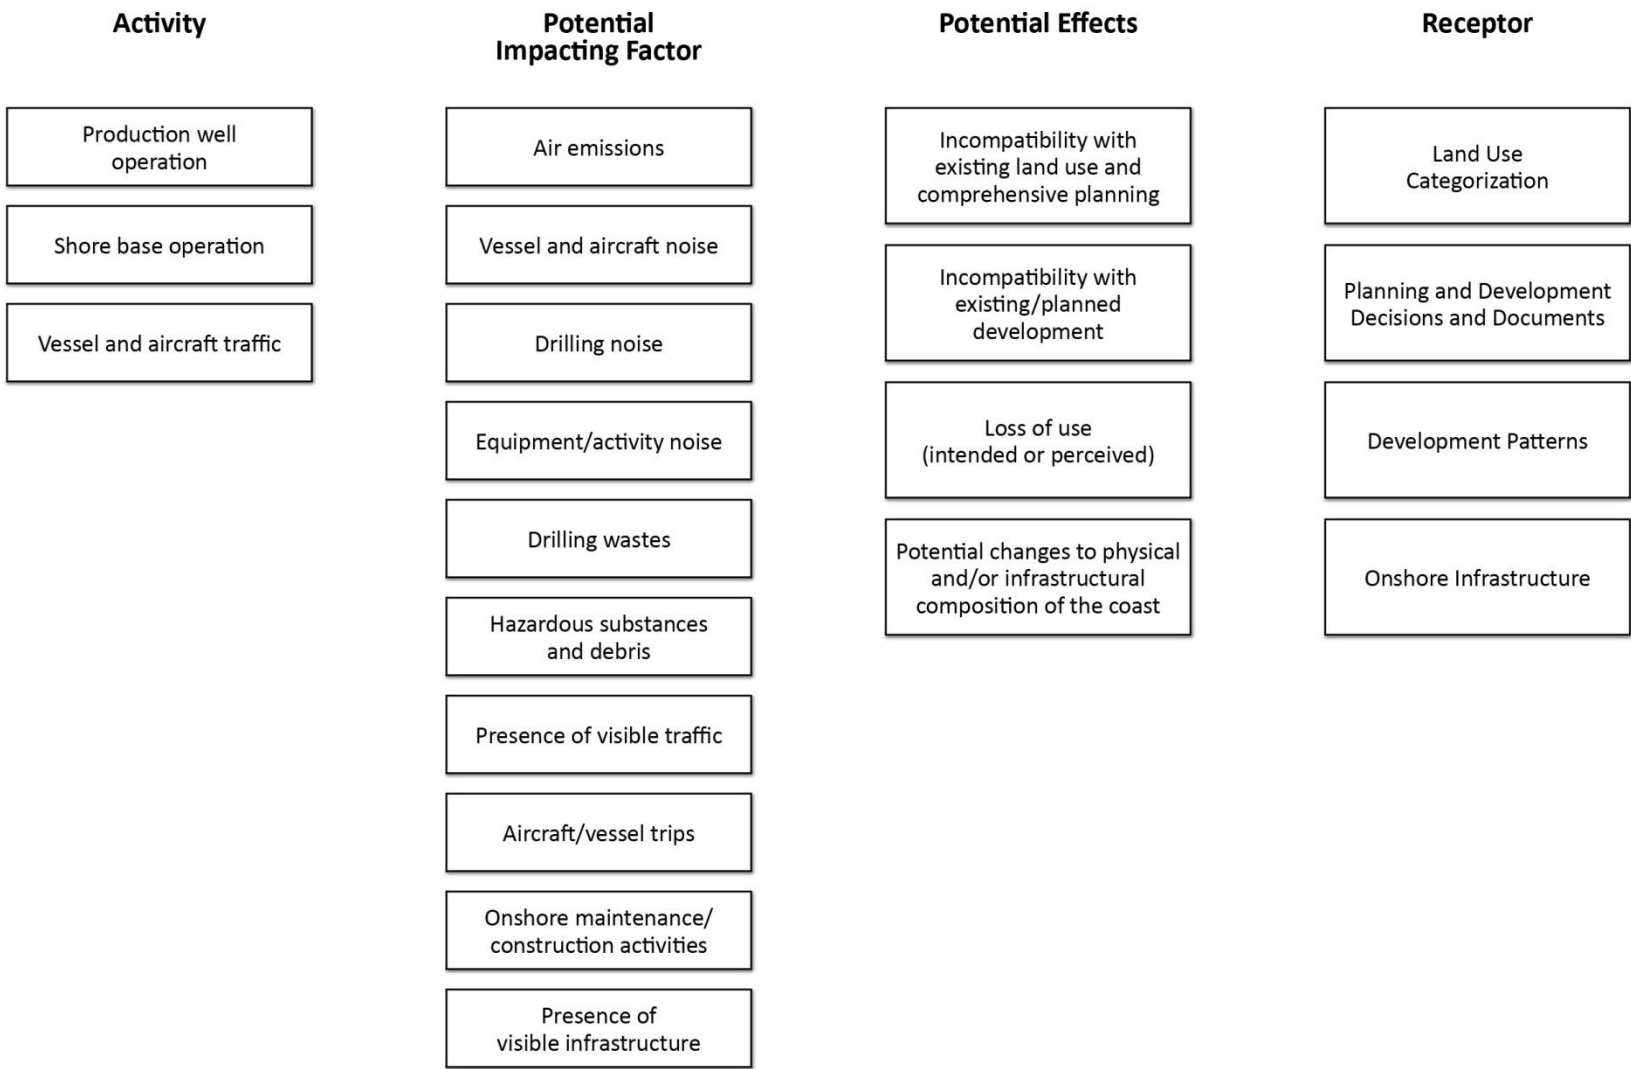 Activity
Potential
Impacting Factor
Potential Effects
Receptor
Production well
operation
Shore base operation
Vessel and aircraft traffic
Air emissions
Vessel and aircraft noise
Drilling noise
Equipment/activity noise
Drilling wastes
Hazardous substances
and debris
Presence of visible traffic
Aircraft/vessel trips
Onshore maintenance/
construction activities
Presence of
visible infrastructure
Incompatibility with
existing land use and
comprehensive planning
Incompatibility with
existing/planned
development
Loss of use
(intended or perceived)
Potential changes to physical
and/or infrastructural
composition of the coast
Land Use
Categorization
Planning and Development
Decisions and Documents
Development Patterns
Onshore Infrastructure